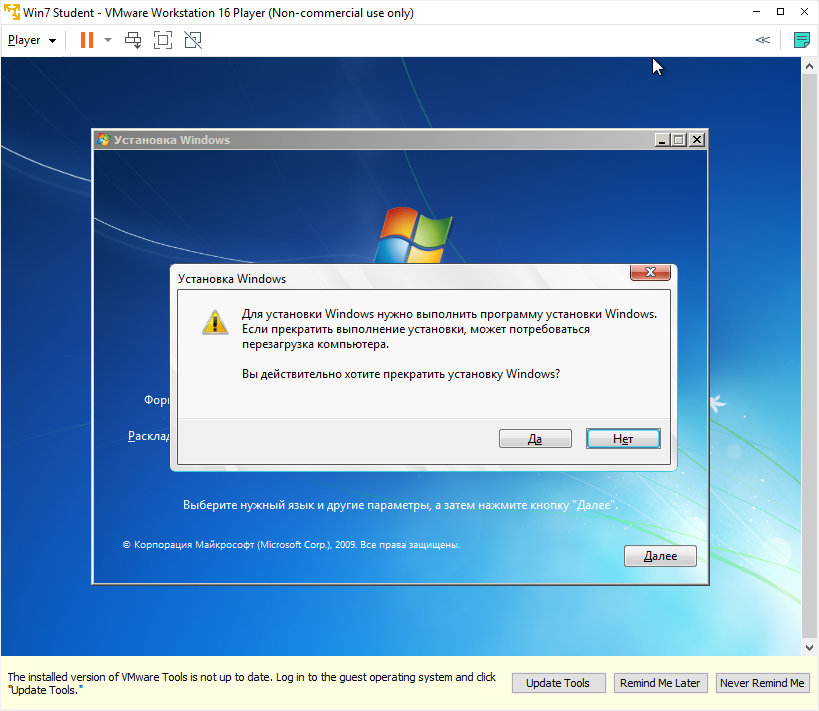 Win7 Student - VMware Workstation 16 Player (Non-commercial use only)
Player
Установка Windows
Установка Windows
Для установки Windows нужно выполнить программу установки Windows.
Если прекратить выполнение установки, может потребоваться
перезагрузка компьютера.
Вы действительно хотите прекратить установку Windows?
Да
Нет
Выберите нужный язык и другие параметры, а затем нажмите кнопку "Далее".
© Корпорация Майкрософт (Microsoft Corp.), 2009. Все права защищены.
Далее
The installed version of VMware Tools is not up to date. Log in to the guest operating system and click
"Update Tools."
Update Tools
Remind Me Later
Never Remind Me